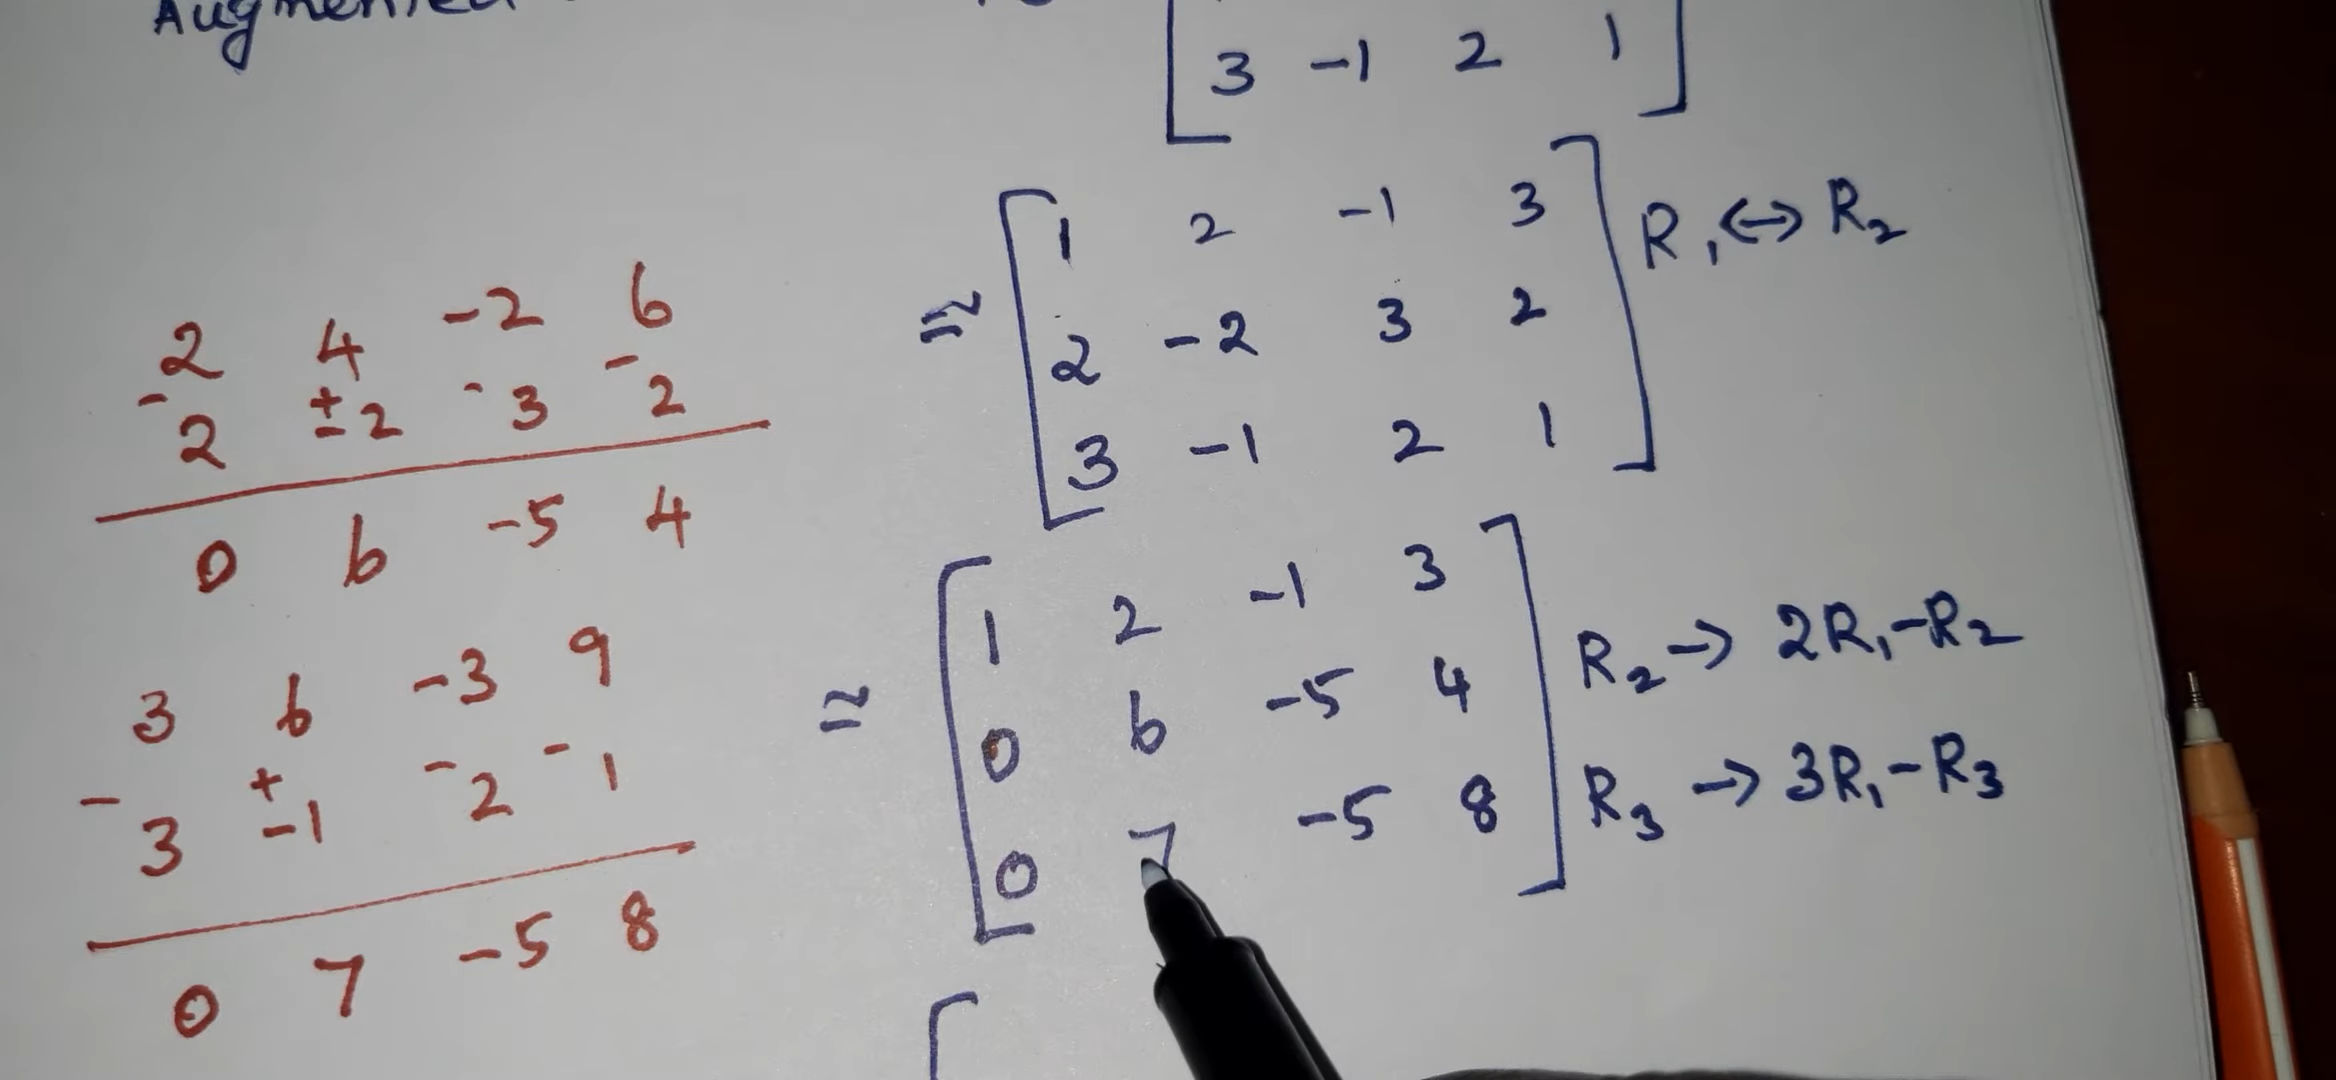 Augmented
3 -1 2 1
1 2 -1 3 R₁ ↔ R₂
≅ 2 -2 3 2
3 -1 2 1
2 4 -2 6
- + - -
2 -2 3 2
0 6 -5 4
1 2 -1 3
≅ 0 6 -5 4 R₂ → 2R₁-R₂
0 7 -5 8 R₃ → 3R₁-R₃
3 6 -3 9
- + - -
3 -1 2 1
0 7 -5 8